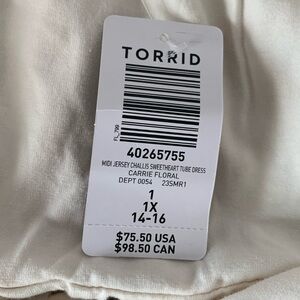 TORRID
FL_799
40265755
MIDI JERSEY CHALLIS SWEETHEART TUBE DRESS
CARRIE FLORAL
DEPT 0054 23SMR1
1
1X
14-16
$75.50 USA
$98.50 CAN